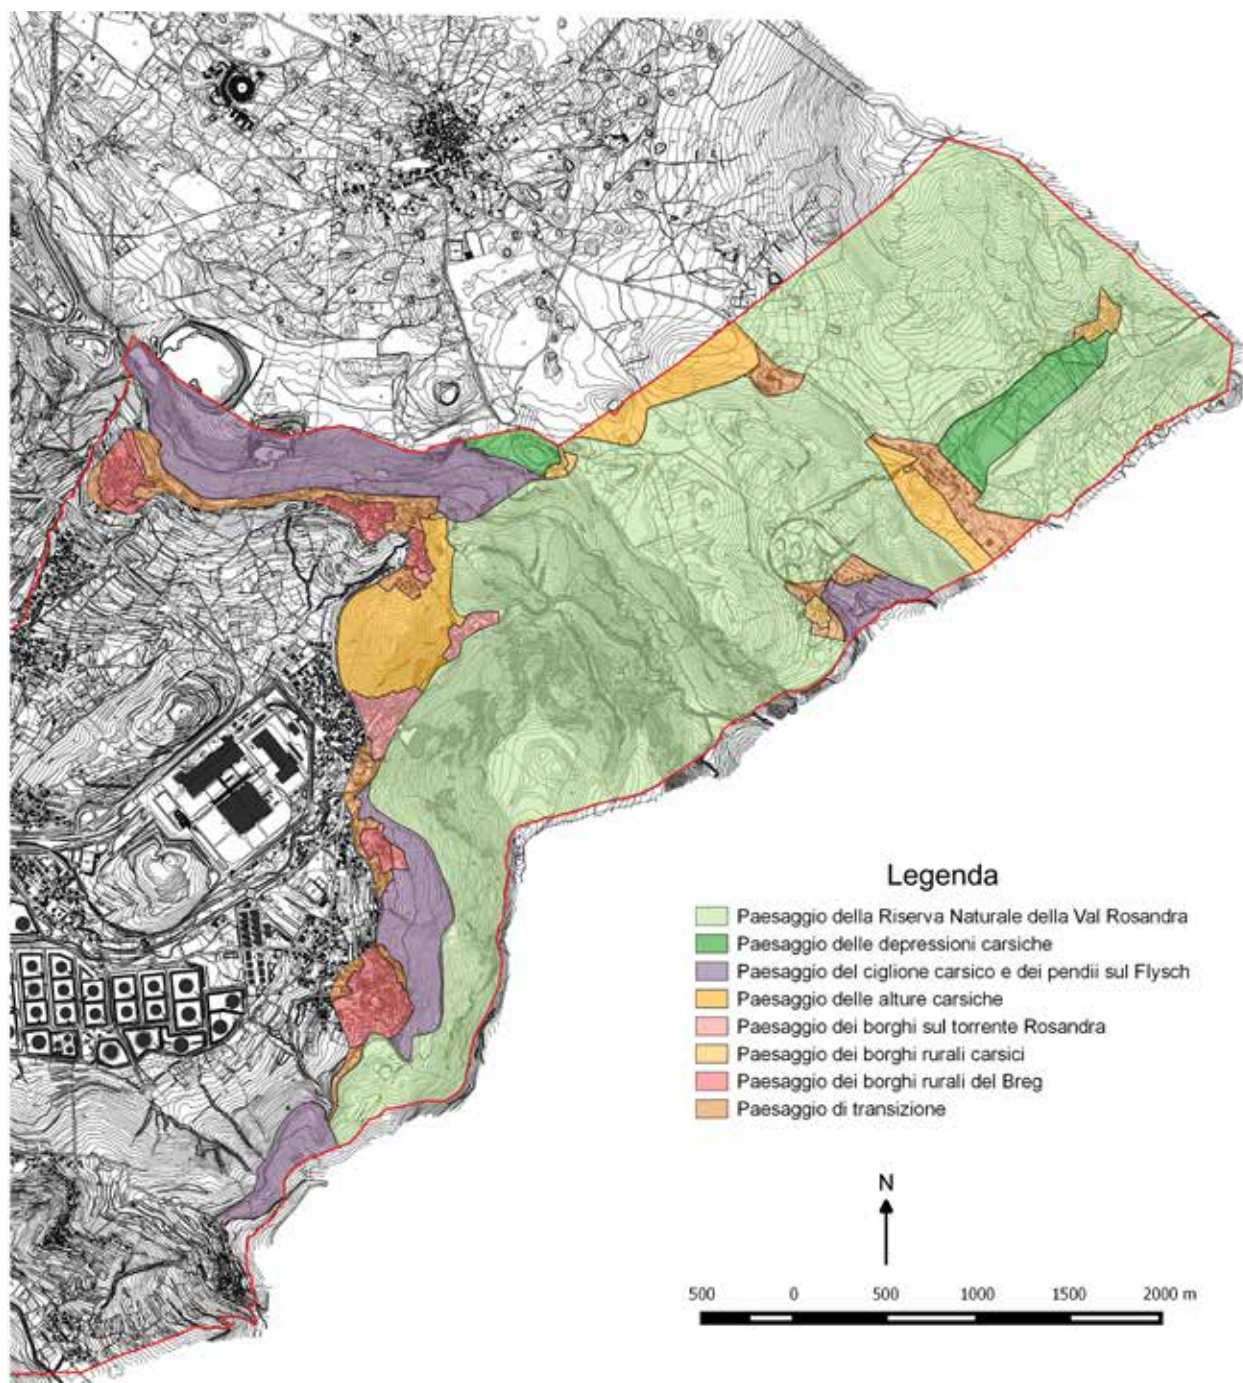 Legenda
Paesaggio della Riserva Naturale della Val Rosandra
Paesaggio delle depressioni carsiche
Paesaggio del ciglione carsico e dei pendii sul Flysch
Paesaggio delle alture carsiche
Paesaggio dei borghi sul torrente Rosandra
Paesaggio dei borghi rurali carsici
Paesaggio dei borghi rurali del Breg
Paesaggio di transizione
N
500 0 500 1000 1500 2000 m